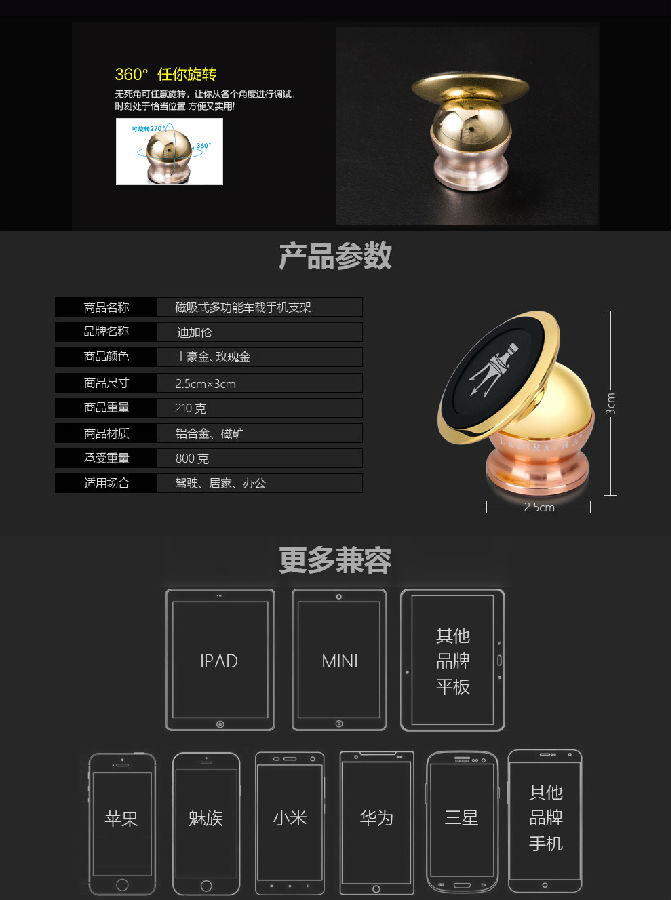 360° 任你旋转
无死角可任意旋转，让你从各个角度进行调试，
时刻处于恰当位置 方便又实用!
可旋转270°
360°
产品参数
商品名称 磁吸式多功能车载手机支架
品牌名称 迪加伦
商品颜色 土豪金、玫瑰金
商品尺寸 2.5cm×3cm
商品重量 210 克
商品材质 铝合金、磁矿
承受重量 800 克
适用场合 驾驶、居家、办公
3cm
2.5cm
更多兼容
IPAD
MINI
其他
品牌
平板
苹果
魅族
小米
华为
三星
其他
品牌
手机